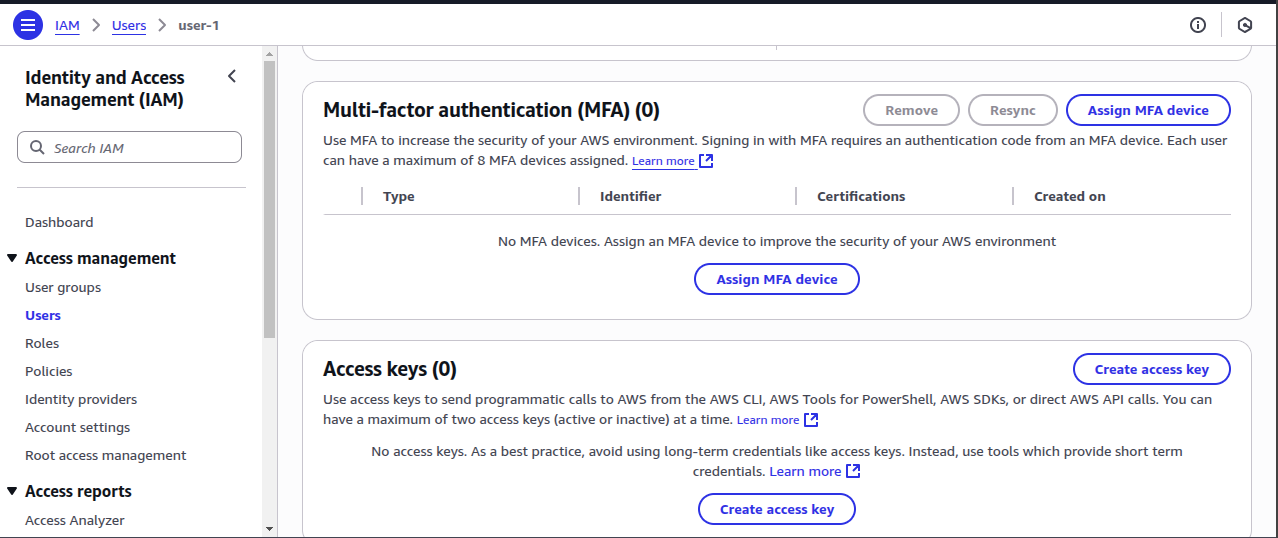 IAM > Users > user-1
Identity and Access
Management (IAM)
Search IAM
Dashboard
Access management
User groups
Users
Roles
Policies
Identity providers
Account settings
Root access management
Access reports
Access Analyzer
Multi-factor authentication (MFA) (0)
Remove
Resync
Assign MFA device
Use MFA to increase the security of your AWS environment. Signing in with MFA requires an authentication code from an MFA device. Each user
can have a maximum of 8 MFA devices assigned. Learn more
Type Identifier Certifications Created on
No MFA devices. Assign an MFA device to improve the security of your AWS environment
Assign MFA device
Access keys (0)
Create access key
Use access keys to send programmatic calls to AWS from the AWS CLI, AWS Tools for PowerShell, AWS SDKs, or direct AWS API calls. You can
have a maximum of two access keys (active or inactive) at a time. Learn more
No access keys. As a best practice, avoid using long-term credentials like access keys. Instead, use tools which provide short term
credentials. Learn more
Create access key